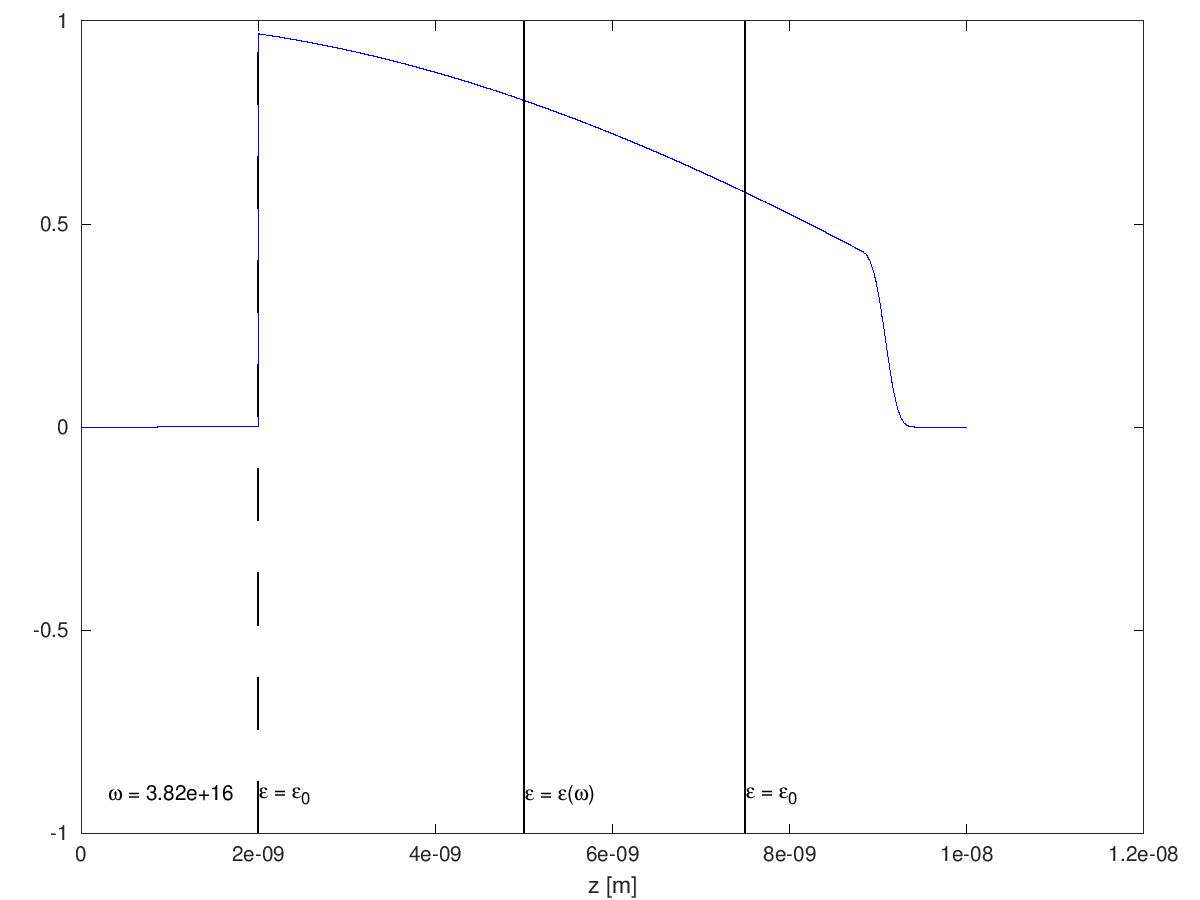 1
0.5
0
-0.5
-1
ω = 3.82e+16
ε = ε0
ε = ε(ω)
ε = ε0
0
2e-09
4e-09
6e-09
8e-09
1e-08
1.2e-08
z [m]